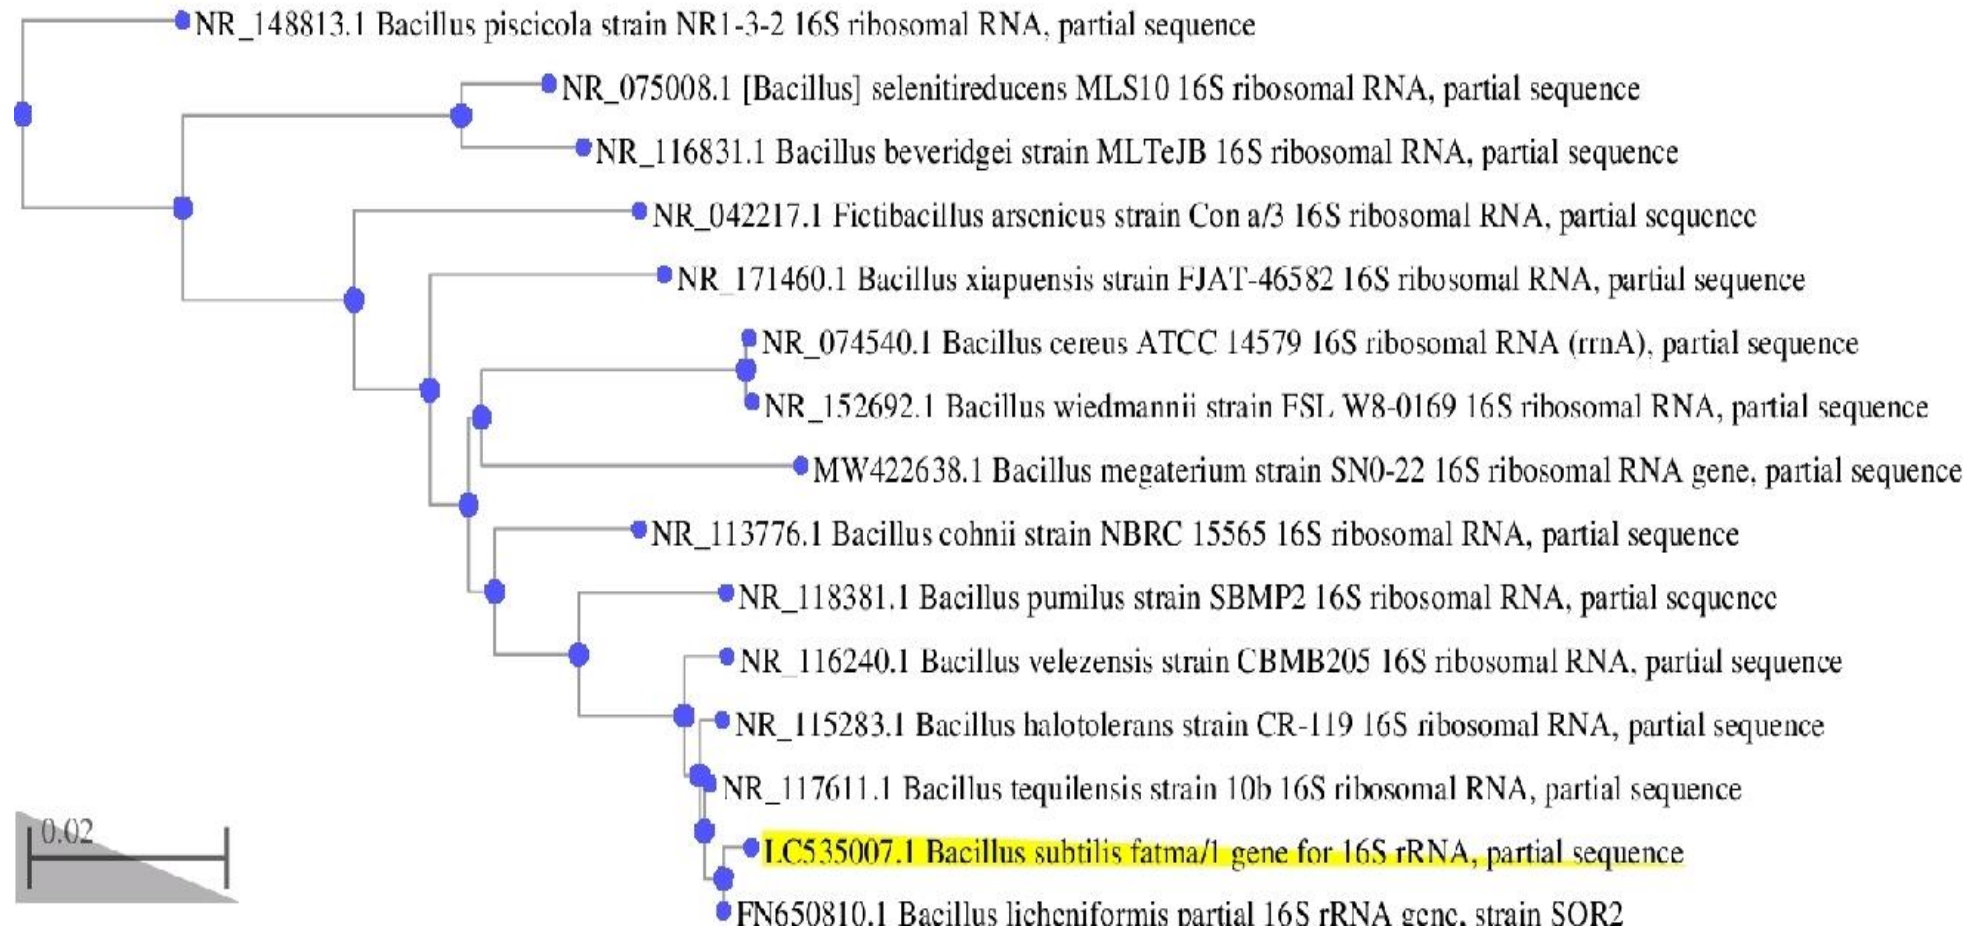 NR_148813.1 Bacillus piscicola strain NR1-3-2 16S ribosomal RNA, partial sequence
NR_075008.1 [Bacillus] selenitireducens MLS10 16S ribosomal RNA, partial sequence
NR_116831.1 Bacillus beveridgei strain MLTeJB 16S ribosomal RNA, partial sequence
NR_042217.1 Fictibacillus arsenicus strain Con a/3 16S ribosomal RNA, partial sequence
NR_171460.1 Bacillus xiapuensis strain FJAT-46582 16S ribosomal RNA, partial sequence
NR_074540.1 Bacillus cereus ATCC 14579 16S ribosomal RNA (rrnA), partial sequence
NR_152692.1 Bacillus wiedmannii strain FSL W8-0169 16S ribosomal RNA, partial sequence
MW422638.1 Bacillus megaterium strain SN0-22 16S ribosomal RNA gene, partial sequence
NR_113776.1 Bacillus cohnii strain NBRC 15565 16S ribosomal RNA, partial sequence
NR_118381.1 Bacillus pumilus strain SBMP2 16S ribosomal RNA, partial sequence
NR_116240.1 Bacillus velezensis strain CBMB205 16S ribosomal RNA, partial sequence
NR_115283.1 Bacillus halotolerans strain CR-119 16S ribosomal RNA, partial sequence
NR_117611.1 Bacillus tequilensis strain 10b 16S ribosomal RNA, partial sequence
0.02
LC535007.1 Bacillus subtilis fatma/1 gene for 16S rRNA, partial sequence
FN650810.1 Bacillus licheniformis partial 16S rRNA gene, strain SOR2